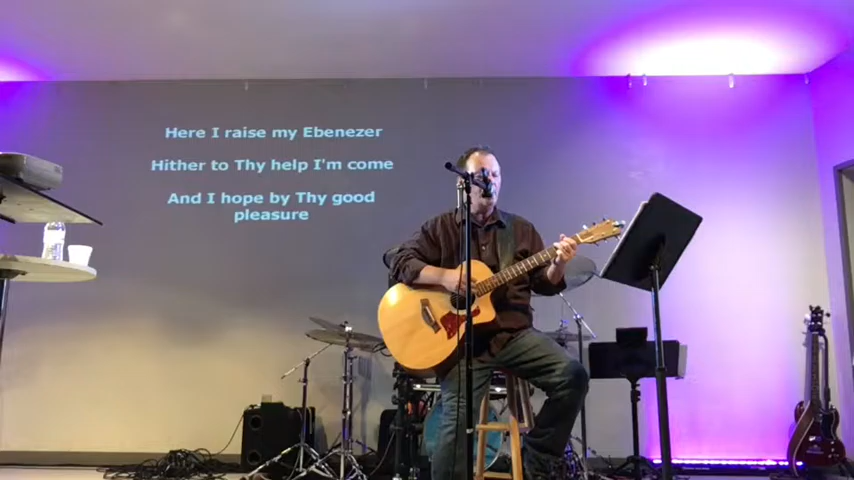 Here I raise my Ebenezer
Hither to Thy help I'm come
And I hope by Thy good
pleasure